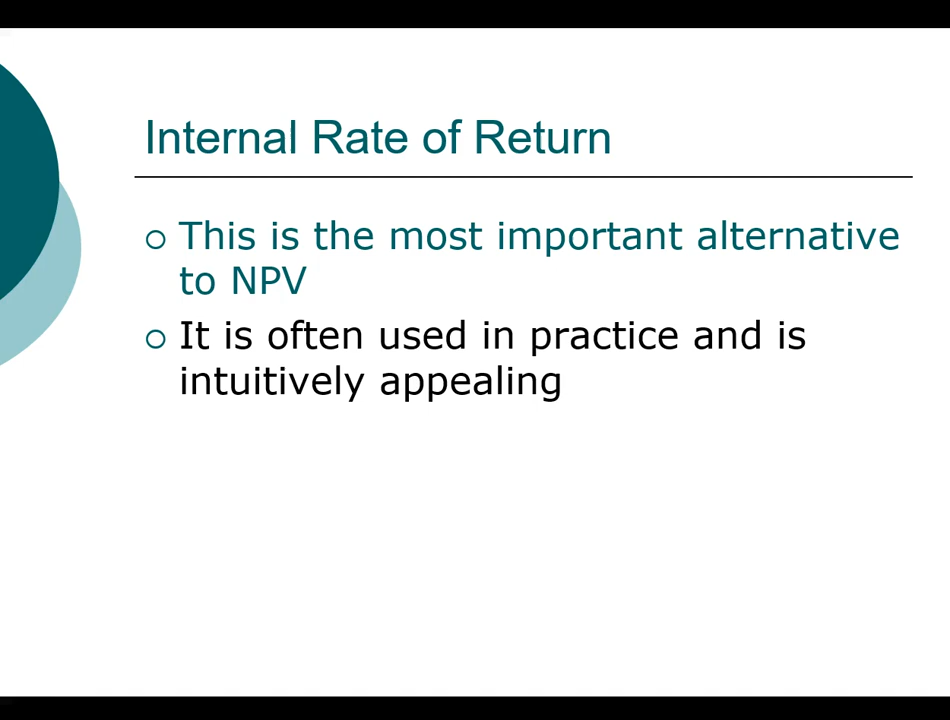 Internal Rate of Return
This is the most important alternative
to NPV
It is often used in practice and is
intuitively appealing